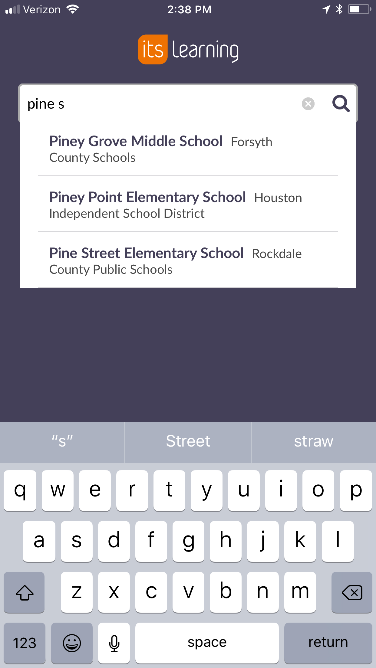 Verizon 2:38 PM
its learning
pine s
Piney Grove Middle School Forsyth
County Schools
Piney Point Elementary School Houston
Independent School District
Pine Street Elementary School Rockdale
County Public Schools
"s" Street straw
q w e r t y u i o p
a s d f g h j k l
z x c v b n m
123 space return